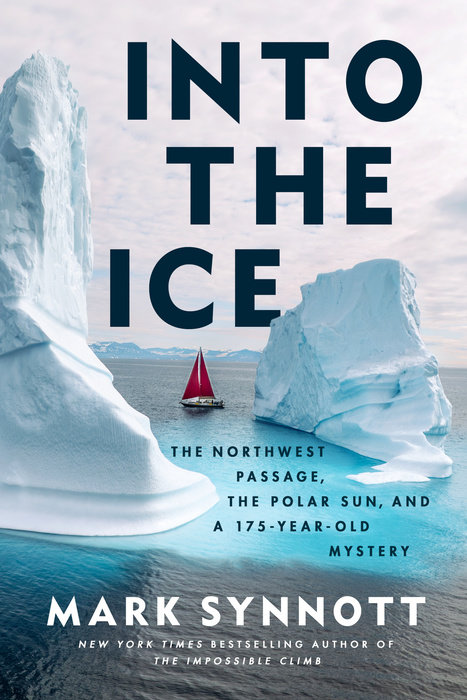 INTO
THE
ICE
THE NORTHWEST
PASSAGE,
THE POLAR SUN, AND
A 175-YEAR-OLD
MYSTERY
MARK SYNNOTT
NEW YORK TIMES BESTSELLING AUTHOR OF
THE IMPOSSIBLE CLIMB